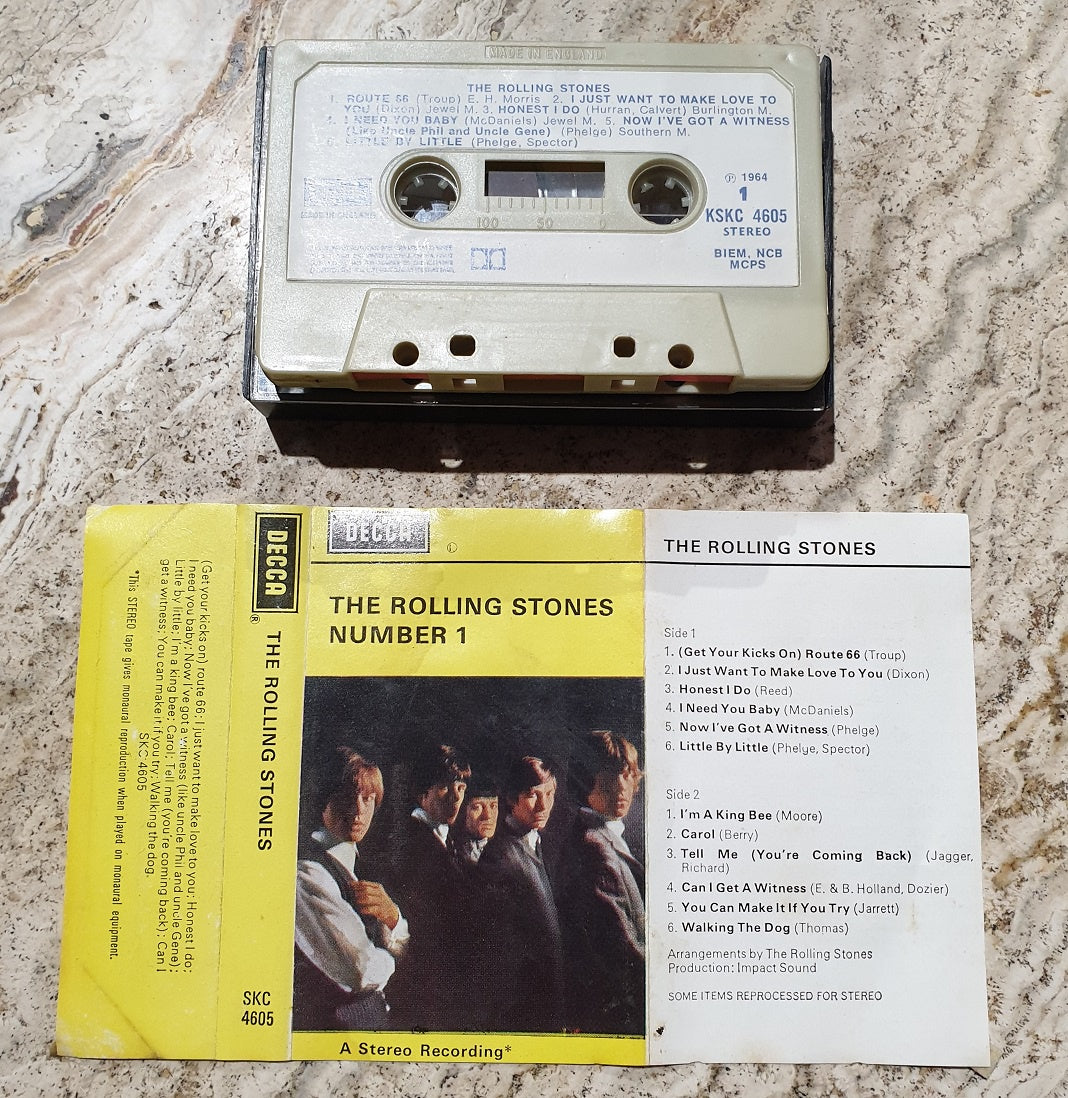 MADE IN ENGLAND
THE ROLLING STONES
1. ROUTE 66 (Troup) E. H. Morris 2. I JUST WANT TO MAKE LOVE TO
YOU (Dixon) Jewel M. 3. HONEST I DO (Hurran, Calvert) Burlington M.
4. I NEED YOU BABY (McDaniels) Jewel M. 5. NOW I'VE GOT A WITNESS
(Like Uncle Phil and Uncle Gene) (Phelge) Southern M.
6. LITTLE BY LITTLE (Phelge, Spector)
℗ 1964
1
KSKC 4605
STEREO
BIEM, NCB
MCPS
MADE IN ENGLAND
100 50 0
(Get your kicks on) route 66; I just want to make love to you; Honest I do;
I need you baby; Now I've got a witness (like uncle Phil and uncle Gene);
Little by little; I'm a king bee; Carol; Tell me (you're coming back); Can I
get a witness; You can make it if you try; Walking the dog.
SKC 4605
*This STEREO tape gives monaural reproduction when played on monaural equipment.
DECCA
®
THE ROLLING STONES
SKC
4605
DECCA
THE ROLLING STONES
NUMBER 1
A Stereo Recording*
THE ROLLING STONES
Side 1
1. (Get Your Kicks On) Route 66 (Troup)
2. I Just Want To Make Love To You (Dixon)
3. Honest I Do (Reed)
4. I Need You Baby (McDaniels)
5. Now I've Got A Witness (Phelge)
6. Little By Little (Phelge, Spector)
Side 2
1. I'm A King Bee (Moore)
2. Carol (Berry)
3. Tell Me (You're Coming Back) (Jagger,
Richard)
4. Can I Get A Witness (E. & B. Holland, Dozier)
5. You Can Make It If You Try (Jarrett)
6. Walking The Dog (Thomas)
Arrangements by The Rolling Stones
Production: Impact Sound
SOME ITEMS REPROCESSED FOR STEREO